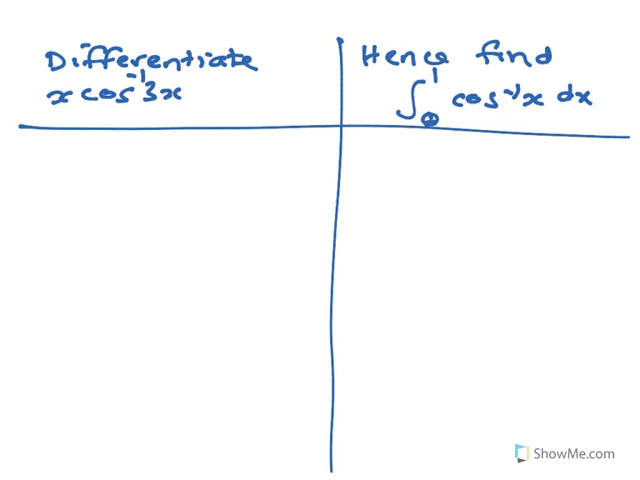 Differentiate
x cos⁻¹3x
Hence find
∫₀¹ cos⁻¹x dx
ShowMe.com